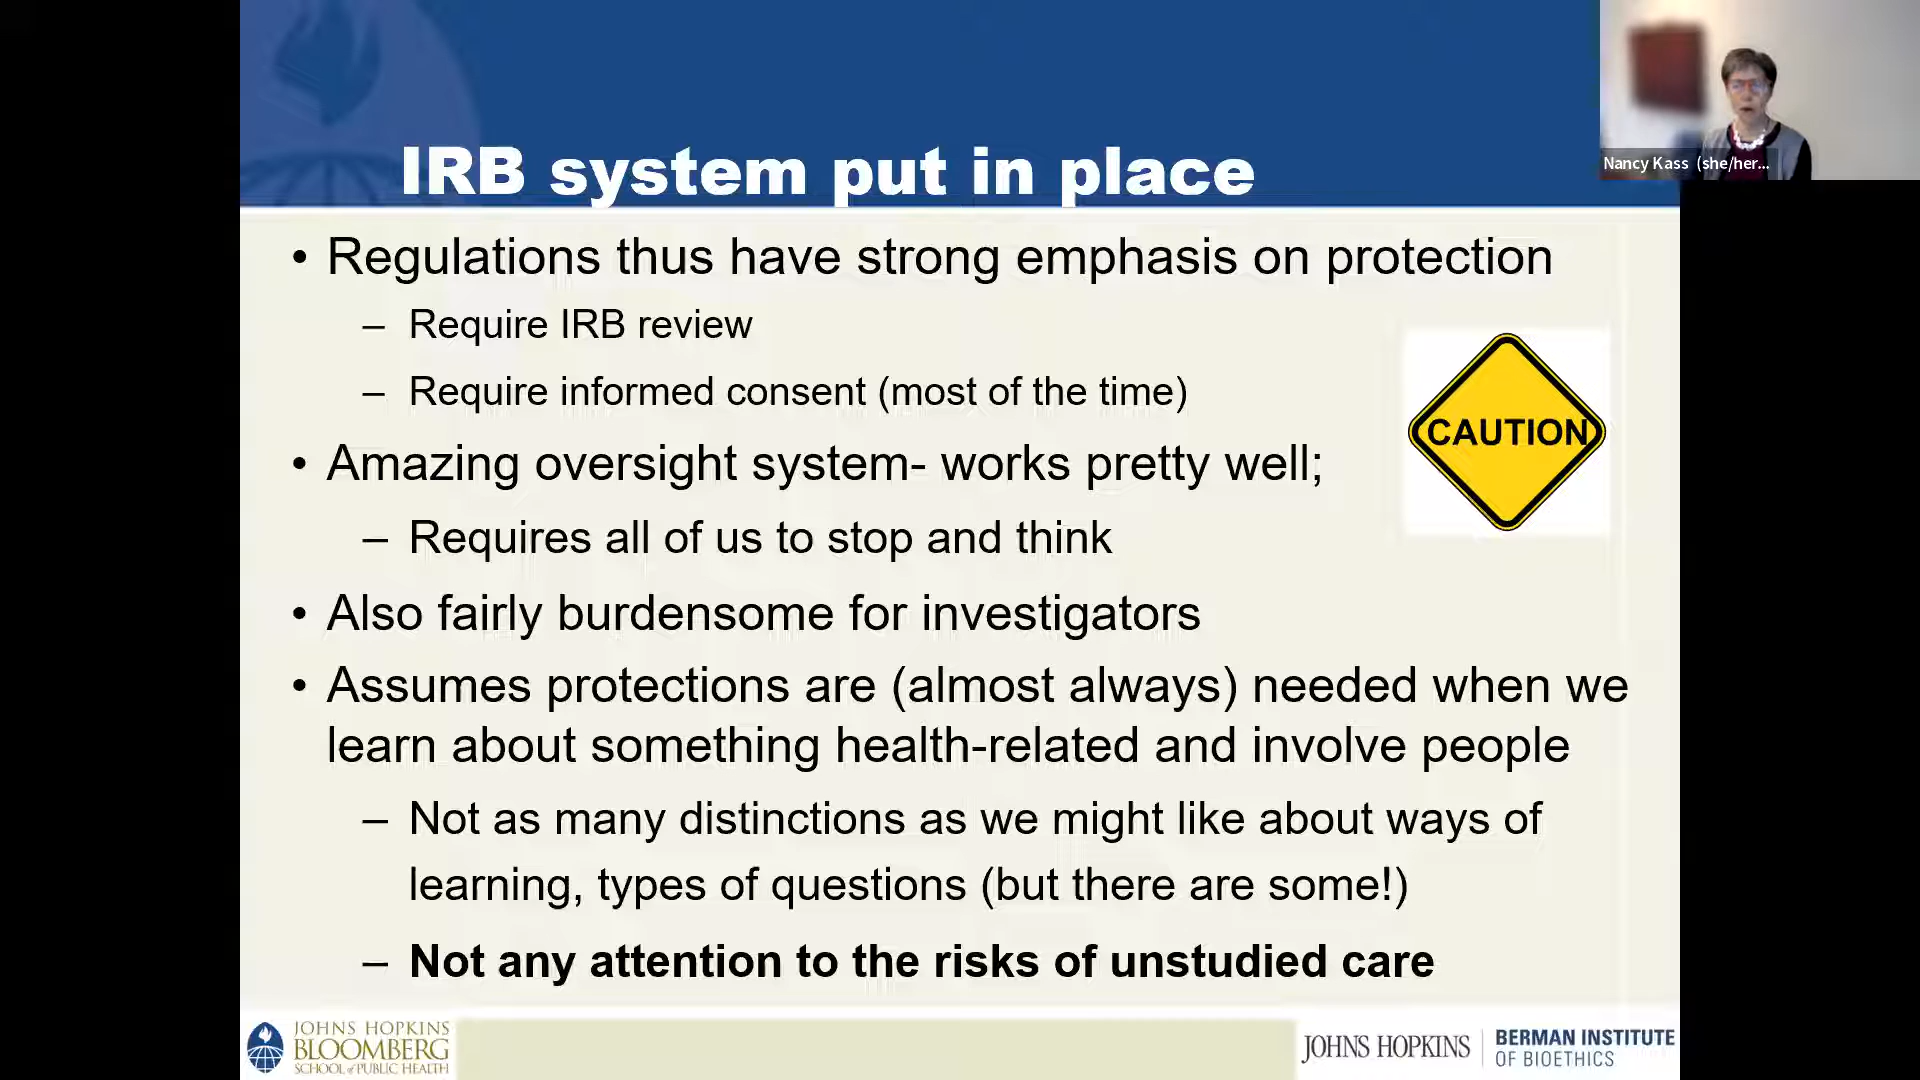 IRB system put in place
Nancy Kass (she/her...
• Regulations thus have strong emphasis on protection
– Require IRB review
– Require informed consent (most of the time)
CAUTION
• Amazing oversight system- works pretty well;
– Requires all of us to stop and think
• Also fairly burdensome for investigators
• Assumes protections are (almost always) needed when we
learn about something health-related and involve people
– Not as many distinctions as we might like about ways of
learning, types of questions (but there are some!)
– Not any attention to the risks of unstudied care
JOHNS HOPKINS
BLOOMBERG
SCHOOL of PUBLIC HEALTH
JOHNS HOPKINS
BERMAN INSTITUTE
OF BIOETHICS